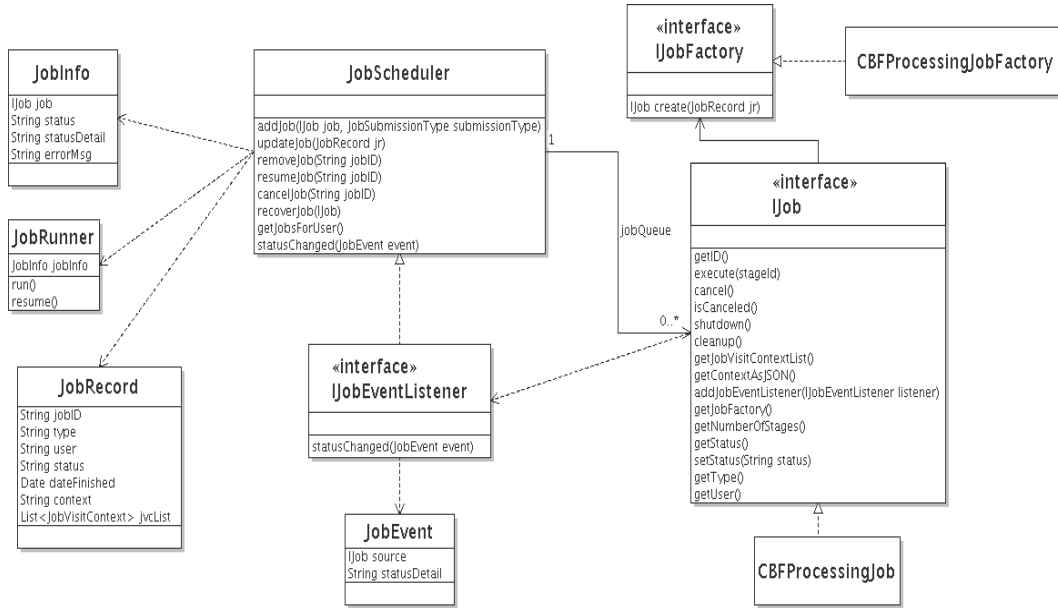 JobInfo
IJob job
String status
String statusDetail
String errorMsg
JobRunner
JobInfo jobInfo
run()
resume()
JobRecord
String jobID
String type
String user
String status
Date dateFinished
String context
List<JobVisitContext> jvcList
JobScheduler
addJob(IJob job, JobSubmissionType submissionType)
updateJob(JobRecord jr)
removeJob(String jobID)
resumeJob(String jobID)
cancelJob(String jobID)
recoverJob(IJob)
getJobsForUser()
statusChanged(JobEvent event)
1
jobQueue
0..*
«interface»
IJobEventListener
statusChanged(JobEvent event)
JobEvent
IJob source
String statusDetail
«interface»
IJobFactory
IJob create(JobRecord jr)
CBFProcessingJobFactory
«interface»
IJob
getID()
execute(stageId)
cancel()
isCanceled()
shutdown()
cleanup()
getJobVisitContextList()
getContextAsJSON()
addJobEventListener(IJobEventListener listener)
getJobFactory()
getNumberOfStages()
getStatus()
setStatus(String status)
getType()
getUser()
CBFProcessingJob